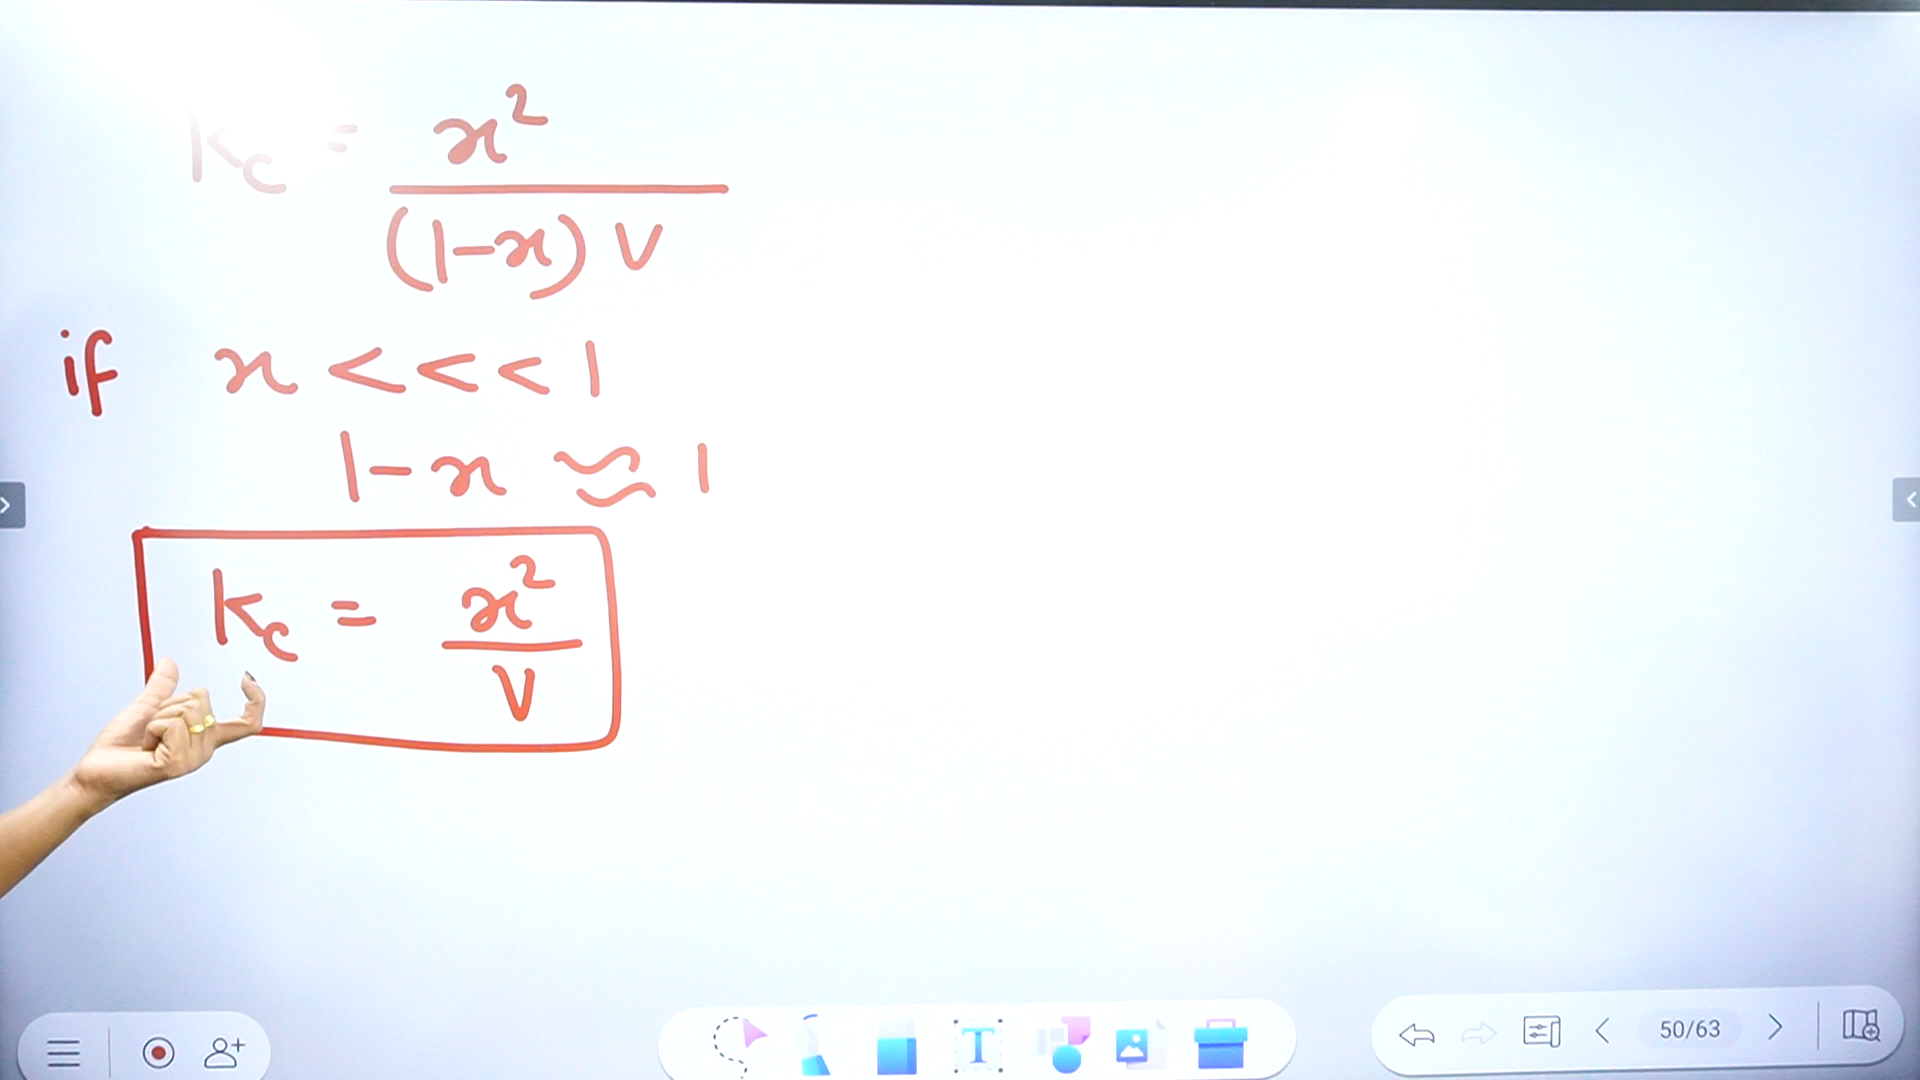 Kc = x²
(1-x) V
if x <<< 1
1-x ≈ 1
Kc = x²
V
T
50/63